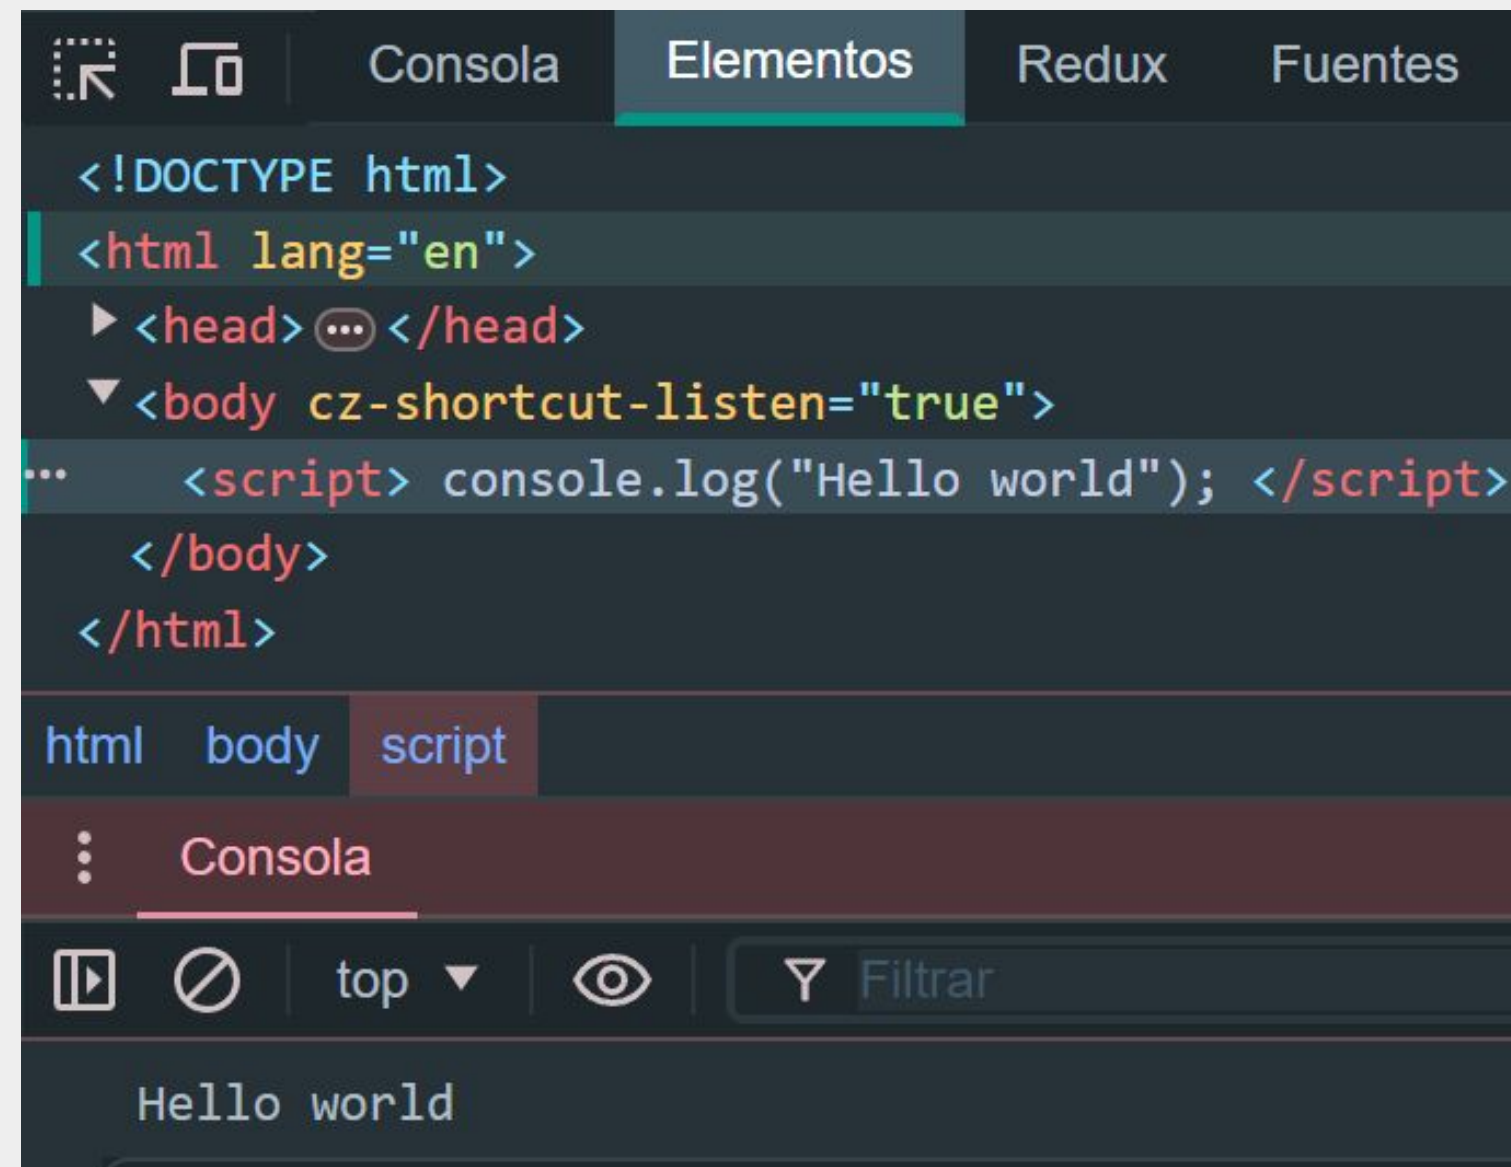 Consola Elementos Redux Fuentes
<!DOCTYPE html>
<html lang="en">
<head> ••• </head>
<body cz-shortcut-listen="true">
<script> console.log("Hello world"); </script>
</body>
</html>
html body script
Consola
top Filtrar
Hello world